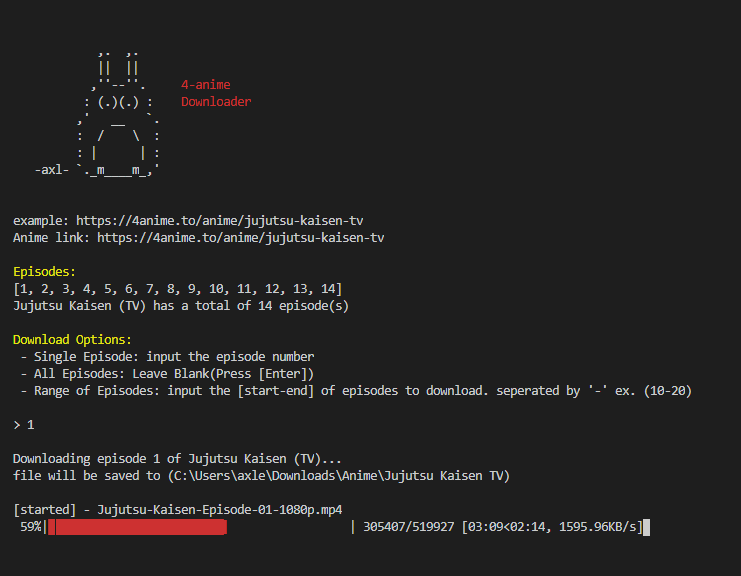 4-anime
Downloader
-axl-
example: https://4anime.to/anime/jujutsu-kaisen-tv
Anime link: https://4anime.to/anime/jujutsu-kaisen-tv
Episodes:
[1, 2, 3, 4, 5, 6, 7, 8, 9, 10, 11, 12, 13, 14]
Jujutsu Kaisen (TV) has a total of 14 episode(s)
Download Options:
- Single Episode: input the episode number
- All Episodes: Leave Blank(Press [Enter])
- Range of Episodes: input the [start-end] of episodes to download. seperated by '-' ex. (10-20)
> 1
Downloading episode 1 of Jujutsu Kaisen (TV)...
file will be saved to (C:\Users\axle\Downloads\Anime\Jujutsu Kaisen TV)
[started] - Jujutsu-Kaisen-Episode-01-1080p.mp4
59%| | 305407/519927 [03:09<02:14, 1595.96KB/s]